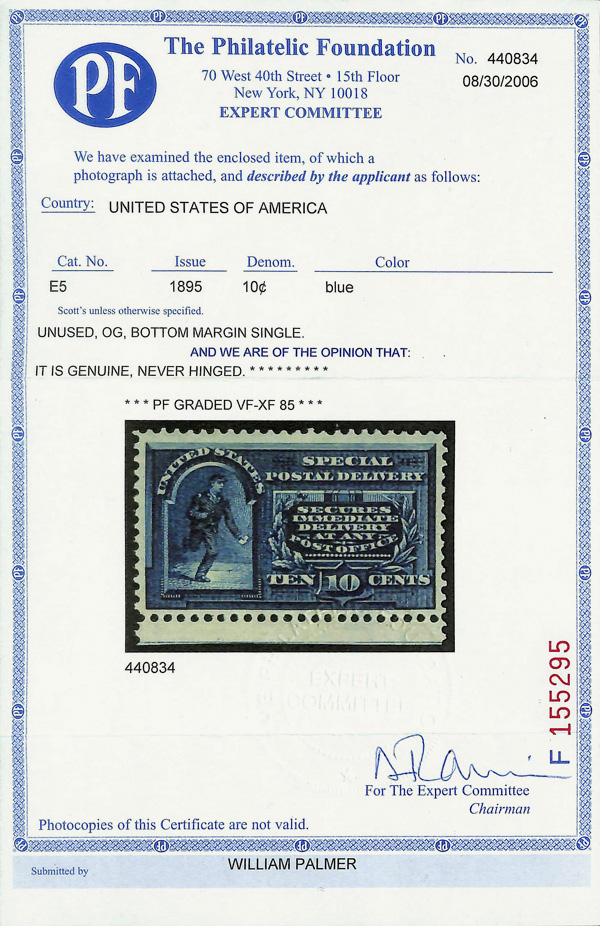 PF
The Philatelic Foundation
70 West 40th Street • 15th Floor
New York, NY 10018
EXPERT COMMITTEE
No. 440834
08/30/2006
We have examined the enclosed item, of which a
photograph is attached, and described by the applicant as follows:
Country: UNITED STATES OF AMERICA
Cat. No. Issue Denom. Color
E5 1895 10¢ blue
Scott's unless otherwise specified.
UNUSED, OG, BOTTOM MARGIN SINGLE.
AND WE ARE OF THE OPINION THAT:
IT IS GENUINE, NEVER HINGED. * * * * * * * * *
* * * PF GRADED VF-XF 85 * * *
UNITED STATES
SPECIAL
POSTAL DELIVERY
SECURES
IMMEDIATE
DELIVERY
AT ANY
POST OFFICE
TEN 10 CENTS
440834
EXPERT
COMMITTEE
F 155295
For The Expert Committee
Chairman
Photocopies of this Certificate are not valid.
Submitted by WILLIAM PALMER